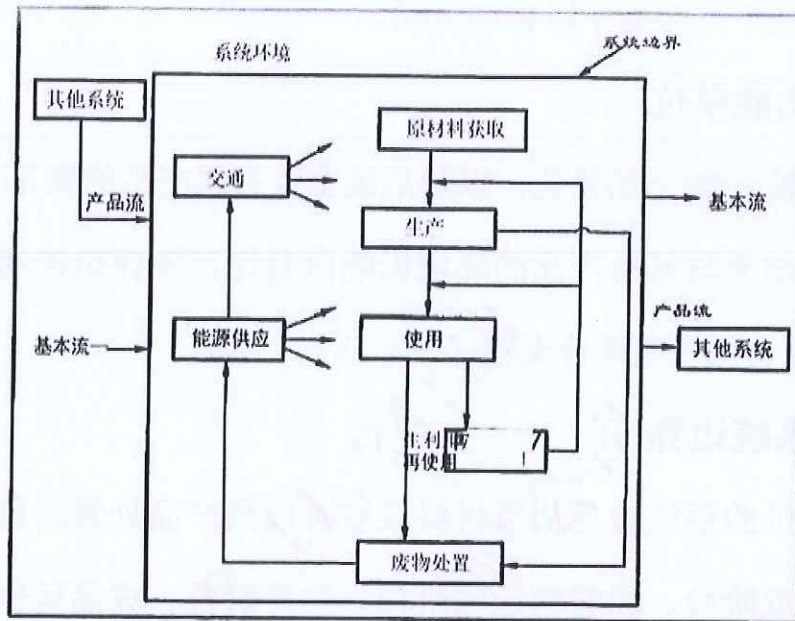 系统环境
系统边界
其他系统
原材料获取
交通
产品流
基本流
生产
产品流
基本流
能源供应
使用
其他系统
再使用
废物处置